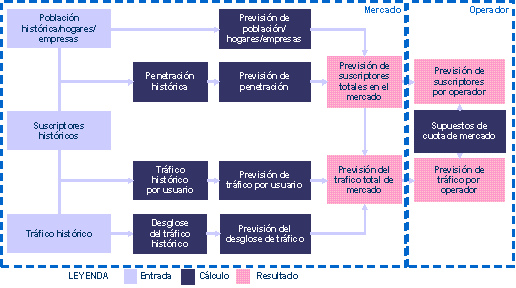 Mercado
Operador
Población
histórica/hogares/
empresas
Previsión de
población/
hogares/empresas
Penetración
histórica
Previsión de
penetración
Previsión de
suscriptores
totales en el
mercado
Previsión de
suscriptores
por operador
Suscriptores
históricos
Supuestos de
cuota de mercado
Tráfico
histórico
por usuario
Previsión de
tráfico por usuario
Previsión del
trafico total de
mercado
Previsión de
tráfico por
operador
Tráfico histórico
Desglose
del tráfico
histórico
Previsión del
desglose de tráfico
LEYENDA
Entrada
Cálculo
Resultado